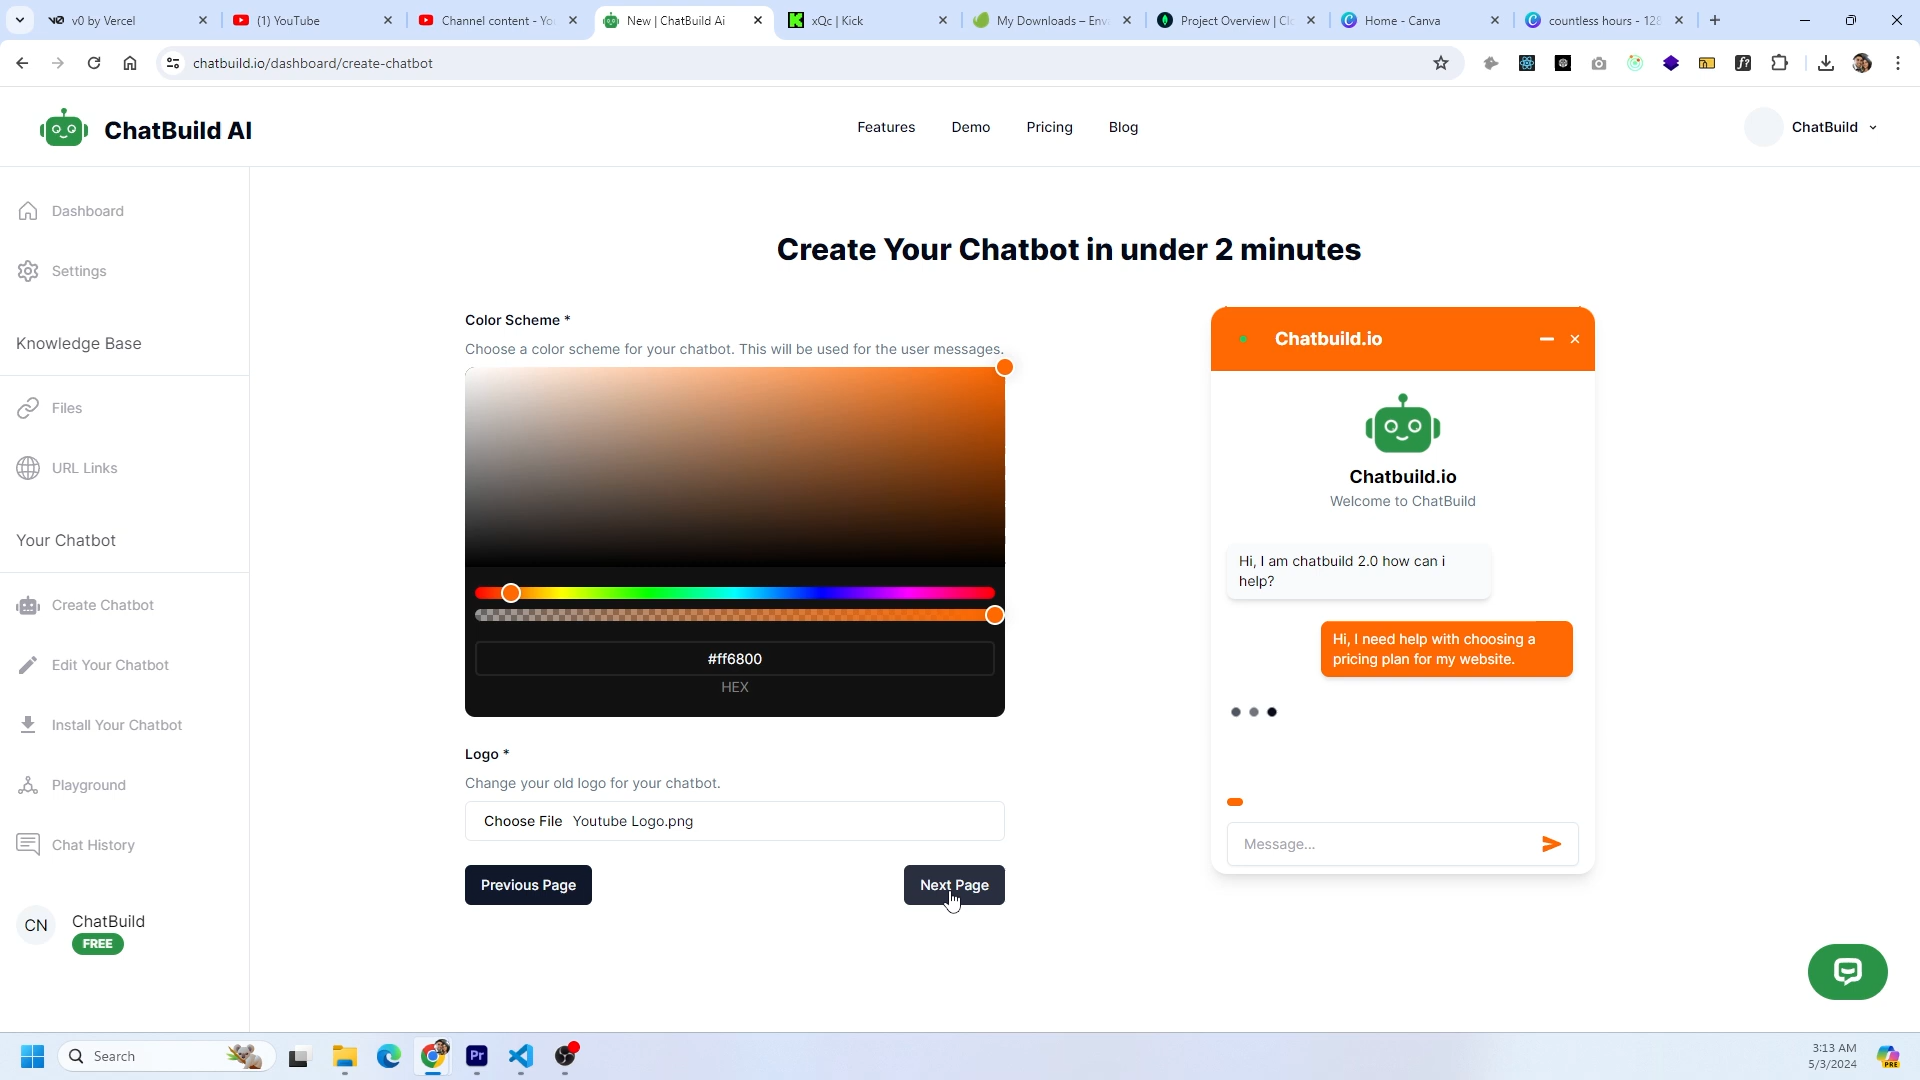 v0 by Vercel
(1) YouTube
Channel content - Yo
New | ChatBuild Ai
xQc | Kick
My Downloads – Env
Project Overview | Cl
Home - Canva
countless hours - 128
chatbuild.io/dashboard/create-chatbot
ChatBuild AI
Features
Demo
Pricing
Blog
ChatBuild
Dashboard
Settings
Knowledge Base
Files
URL Links
Your Chatbot
Create Chatbot
Edit Your Chatbot
Install Your Chatbot
Playground
Chat History
CN
ChatBuild
FREE
Create Your Chatbot in under 2 minutes
Color Scheme *
Choose a color scheme for your chatbot. This will be used for the user messages.
#ff6800
HEX
Logo *
Change your old logo for your chatbot.
Choose File Youtube Logo.png
Previous Page
Next Page
Chatbuild.io
Chatbuild.io
Welcome to ChatBuild
Hi, I am chatbuild 2.0 how can i
help?
Hi, I need help with choosing a
pricing plan for my website.
Message...
Search
Pr
3:13 AM
5/3/2024
PRE